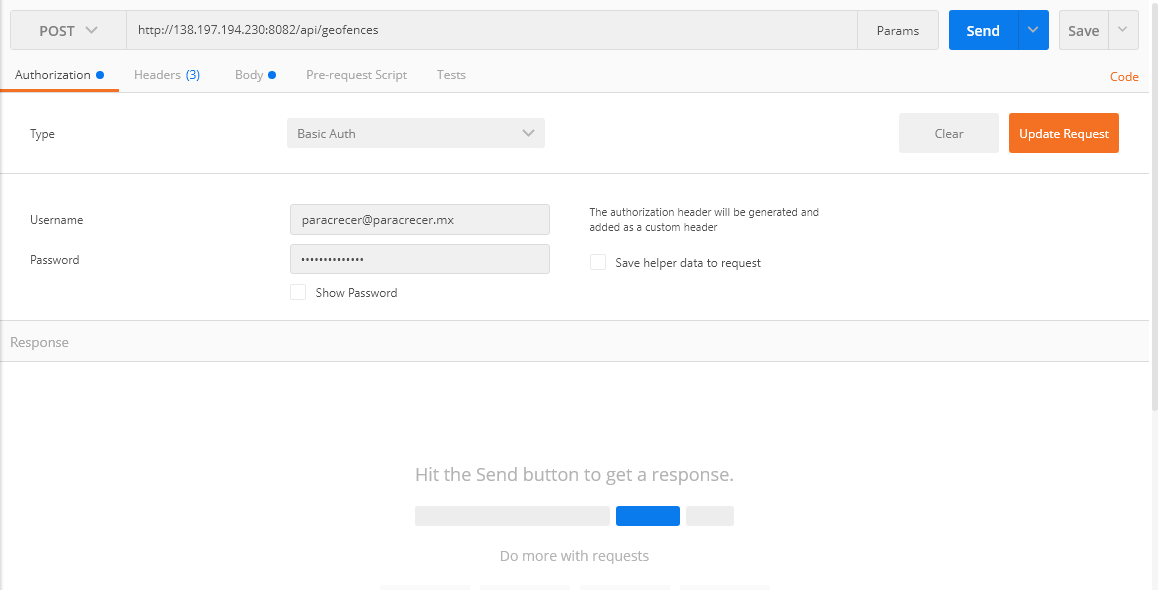 POST http://138.197.194.230:8082/api/geofences Params Send Save
Authorization Headers (3) Body Pre-request Script Tests Code
Type Basic Auth Clear Update Request
Username paracrecer@paracrecer.mx The authorization header will be generated and
added as a custom header
Password •••••••••••••• Save helper data to request
Show Password
Response
Hit the Send button to get a response.
Do more with requests